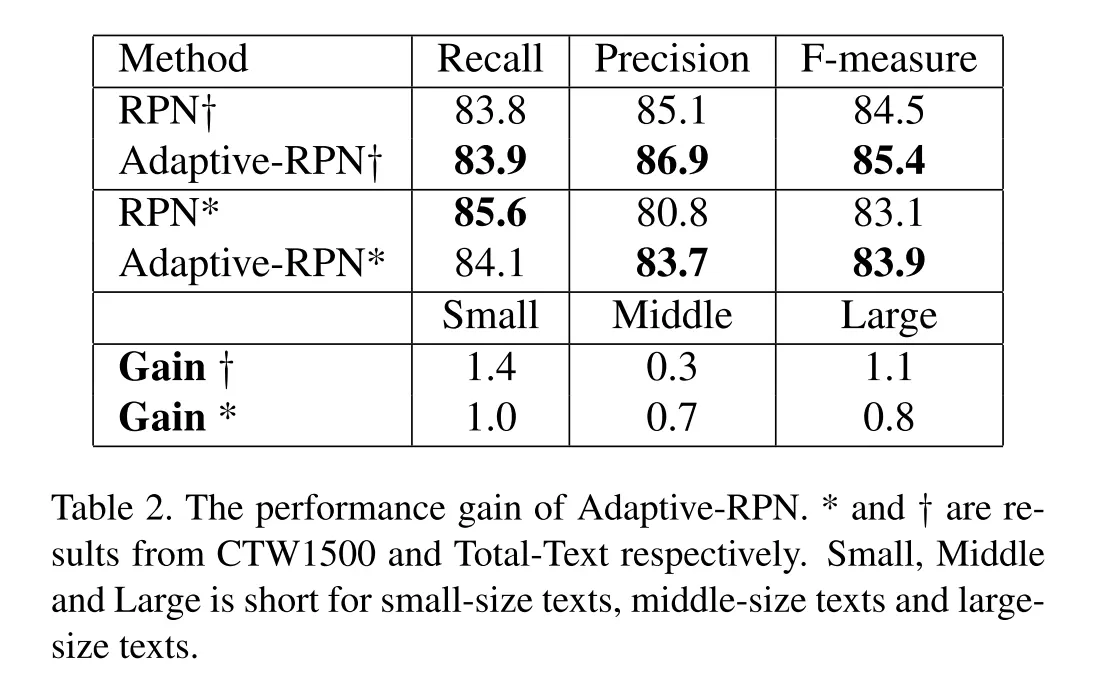 Method Recall Precision F-measure
RPN† 83.8 85.1 84.5
Adaptive-RPN† 83.9 86.9 85.4
RPN* 85.6 80.8 83.1
Adaptive-RPN* 84.1 83.7 83.9
Small Middle Large
Gain † 1.4 0.3 1.1
Gain * 1.0 0.7 0.8
Table 2. The performance gain of Adaptive-RPN. * and † are re-
sults from CTW1500 and Total-Text respectively. Small, Middle
and Large is short for small-size texts, middle-size texts and large-
size texts.